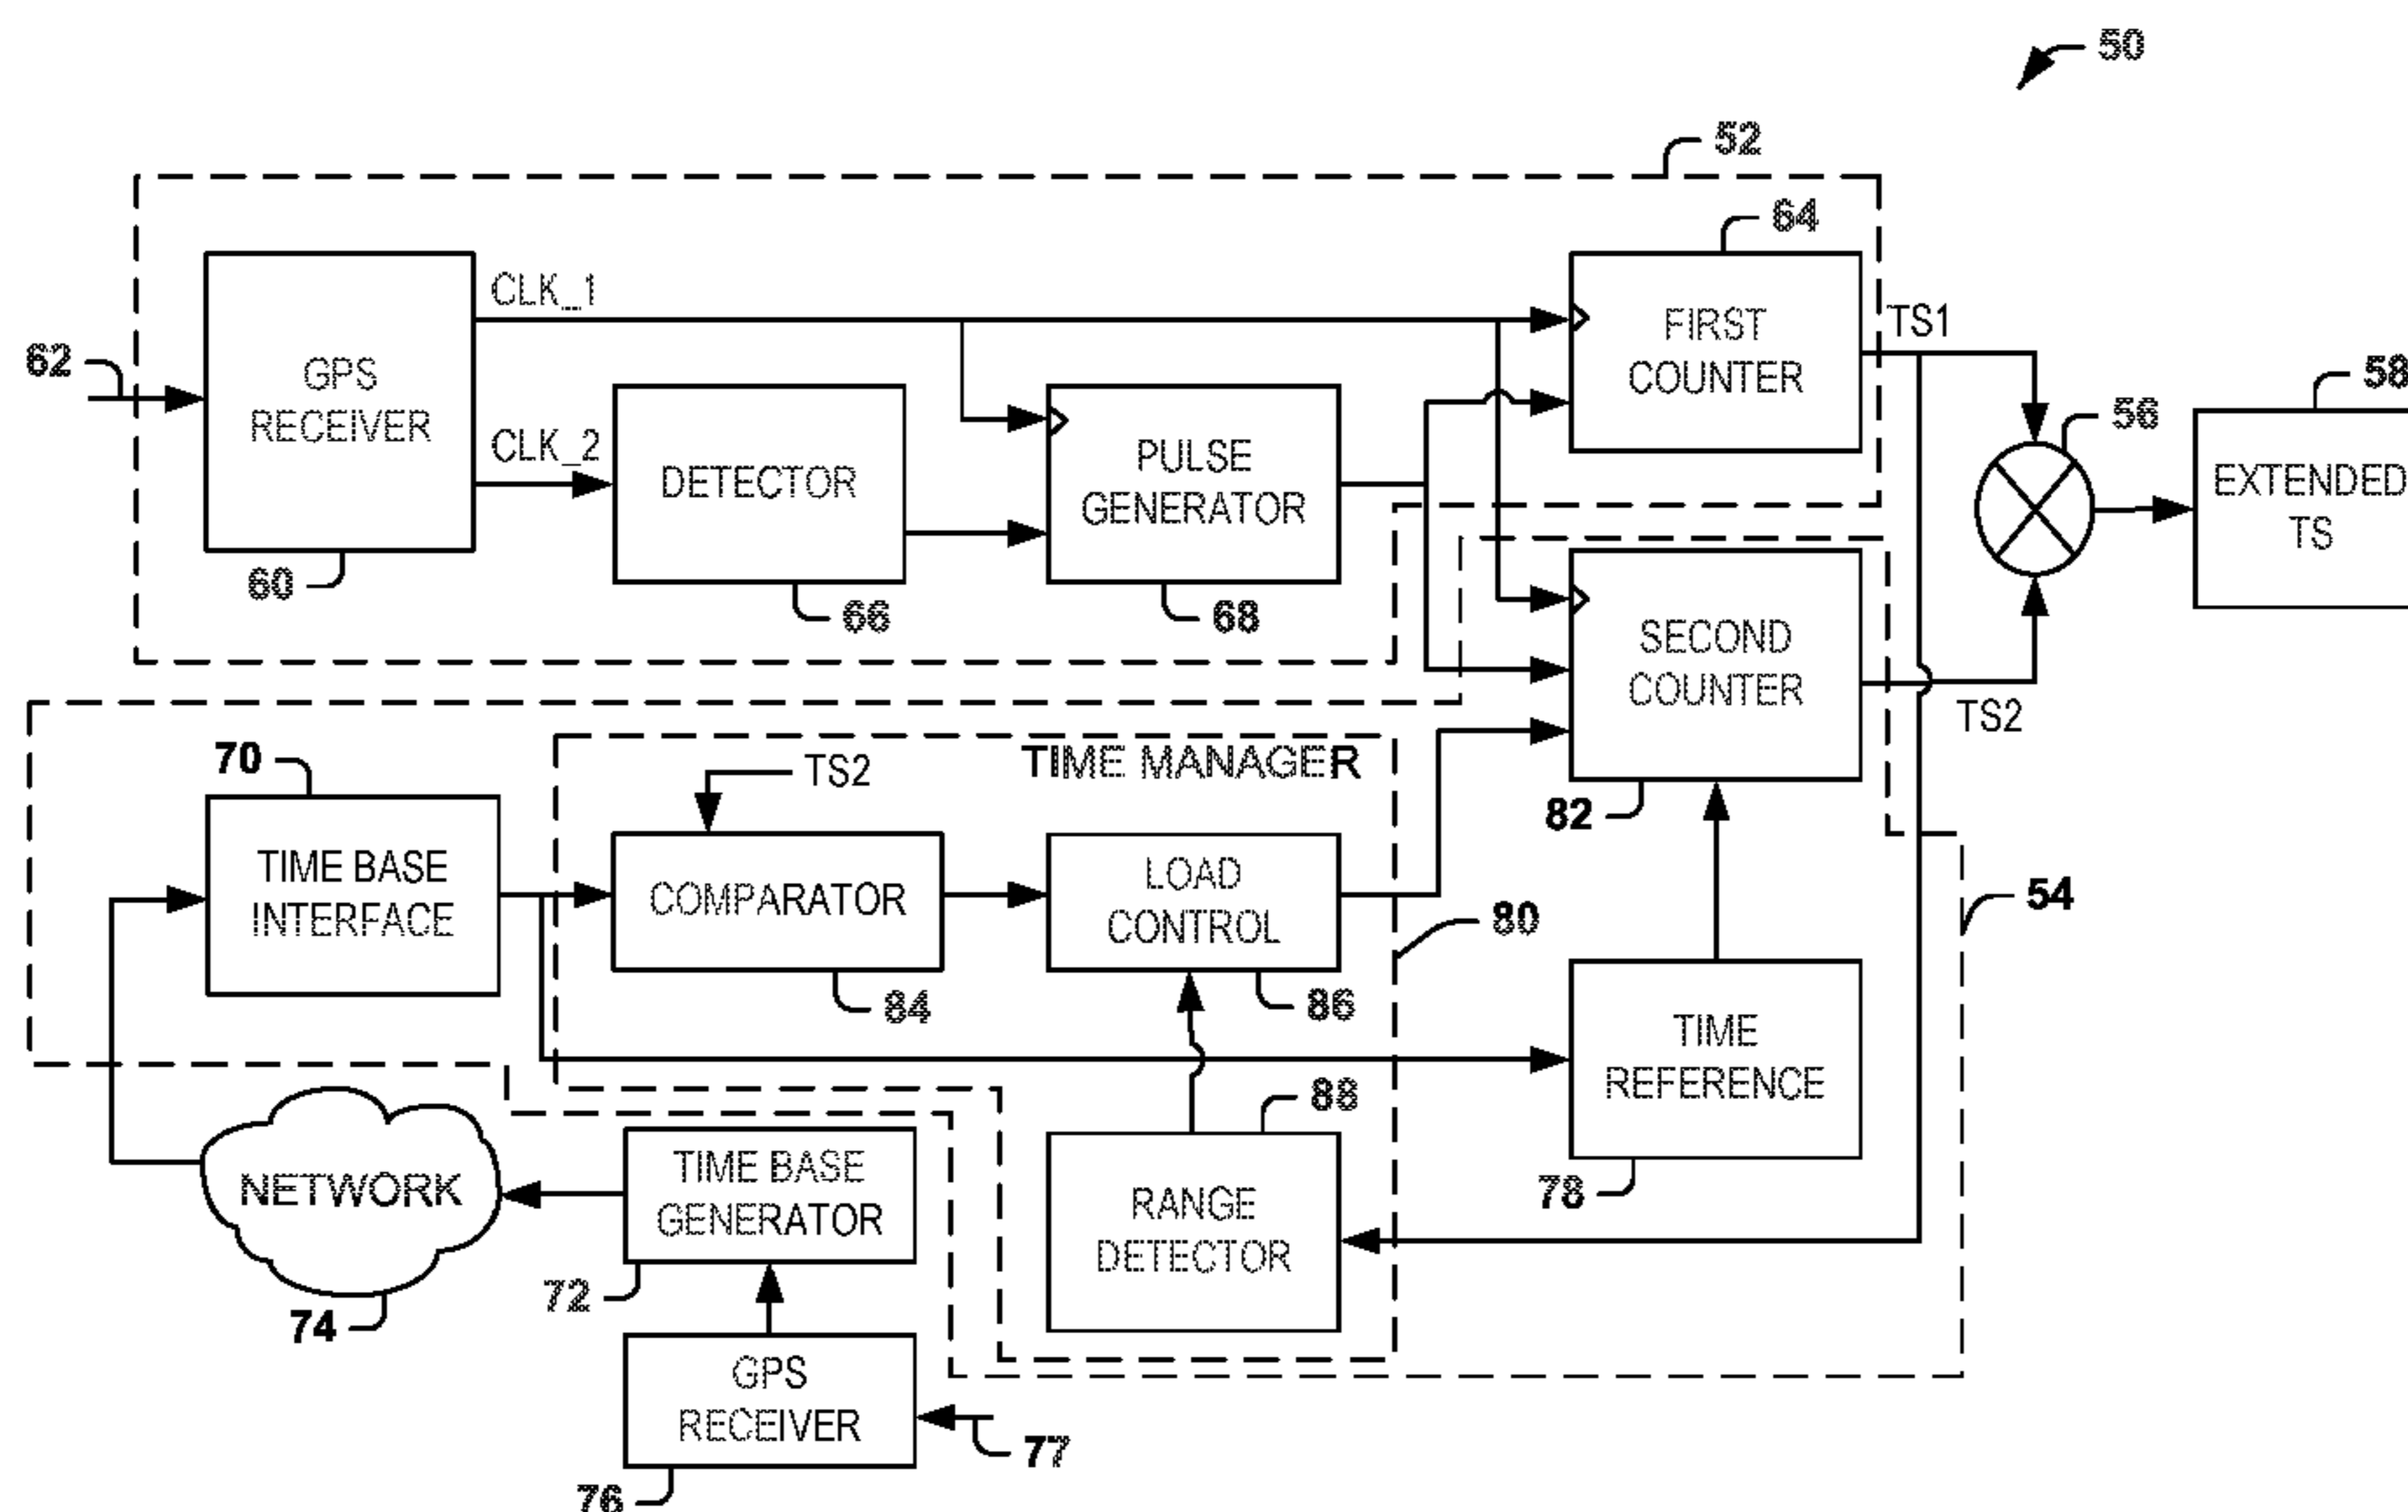 50
52
64
CLK_1
FIRST
COUNTER
TS1
62
GPS
RECEIVER
58
56
CLK_2
DETECTOR
PULSE
GENERATOR
EXTENDED
TS
60
66
68
SECOND
COUNTER
TS2
70
TS2
TIME MANAGER
82
TIME BASE
INTERFACE
COMPARATOR
LOAD
CONTROL
80
54
84
86
TIME
REFERENCE
88
NETWORK
TIME BASE
GENERATOR
RANGE
DETECTOR
78
72
74
GPS
RECEIVER
77
76